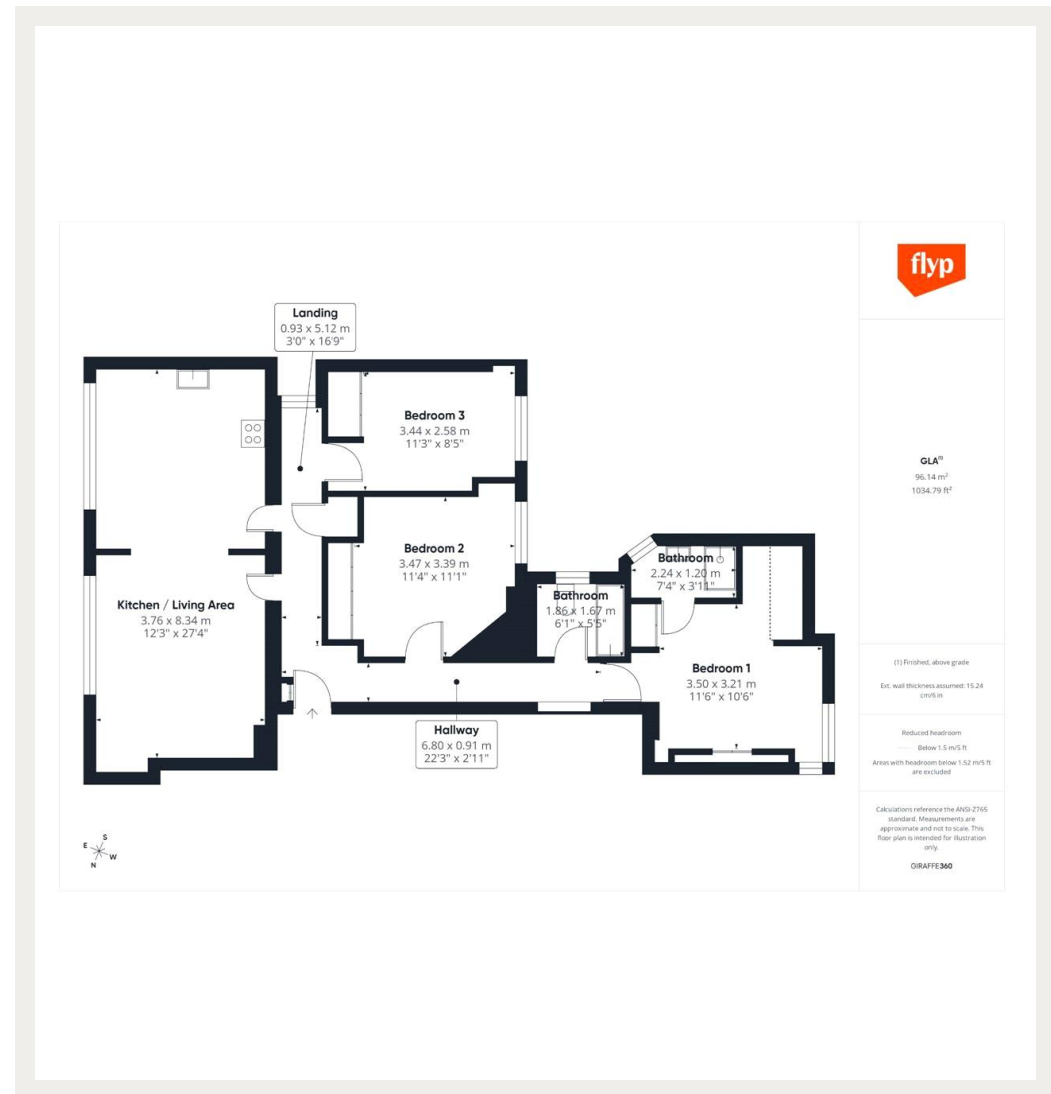 flyp
Landing
0.93 x 5.12 m
3'0" x 16'9"
Bedroom 3
3.44 x 2.58 m
11'3" x 8'5"
GLA⁽¹⁾
96.14 m²
1034.79 ft²
Bedroom 2
3.47 x 3.39 m
11'4" x 11'1"
Bathroom
2.24 x 1.20 m
7'4" x 3'11"
Bathroom
1.86 x 1.67 m
6'1" x 5'5"
Kitchen / Living Area
3.76 x 8.34 m
12'3" x 27'4"
Bedroom 1
3.50 x 3.21 m
11'6" x 10'6"
Hallway
6.80 x 0.91 m
22'3" x 2'11"
(1) Finished, above grade
Ext. wall thickness assumed: 15.24
cm/6 in
Reduced headroom
Below 1.5 m/5 ft
Areas with headroom below 1.52 m/5 ft
are excluded
Calculations reference the ANSI-Z765
standard. Measurements are
approximate and not to scale. This
floor plan is intended for illustration
only.
GIRAFFE360
S
E
W
N